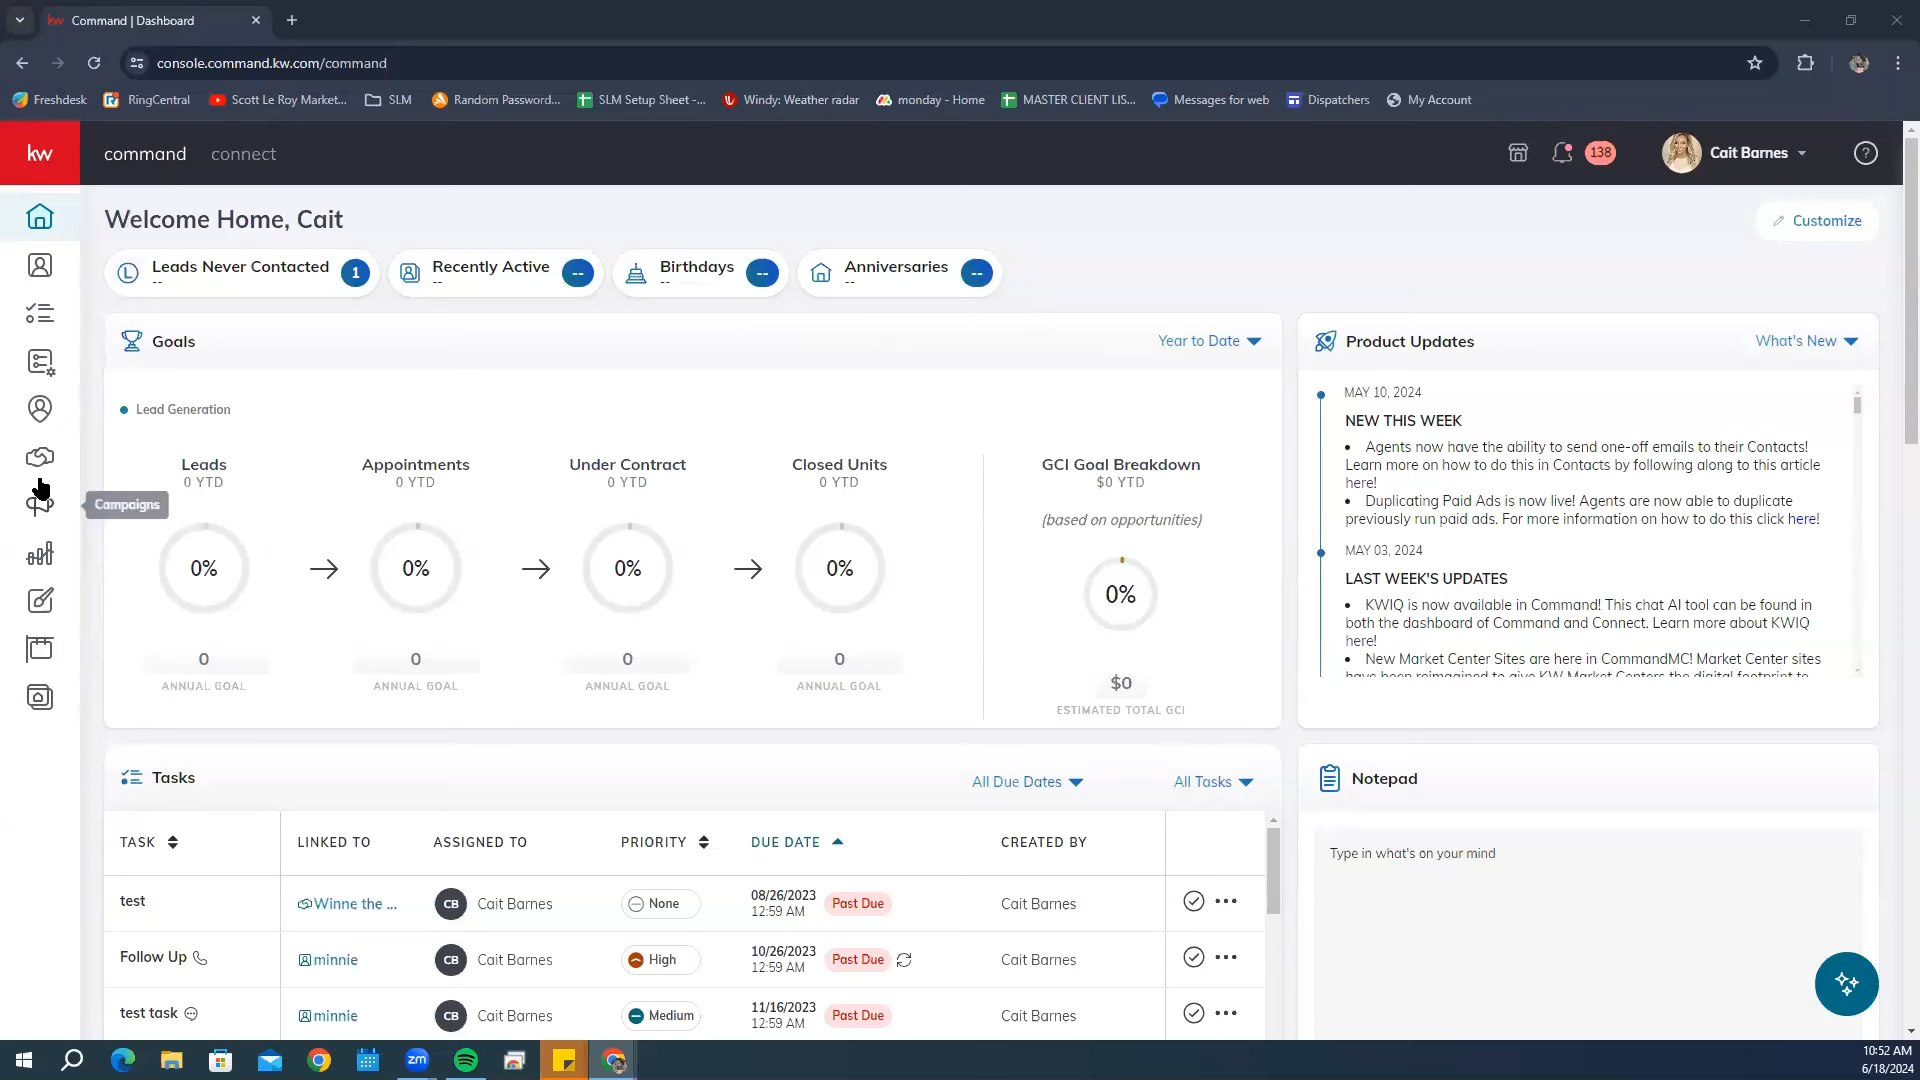 kw Command | Dashboard
console.command.kw.com/command
Freshdesk RingCentral Scott Le Roy Market... SLM Random Password... SLM Setup Sheet -... Windy: Weather radar monday - Home MASTER CLIENT LIS... Messages for web Dispatchers My Account
kw command connect 138 Cait Barnes ?
Welcome Home, Cait
Customize
L Leads Never Contacted 1 Recently Active -- Birthdays -- Anniversaries --
-- -- -- --
Goals
Year to Date
Lead Generation
Leads Appointments Under Contract Closed Units GCI Goal Breakdown
0 YTD 0 YTD 0 YTD 0 YTD $0 YTD
(based on opportunities)
Campaigns
0% 0% 0% 0% 0%
0 0 0 0 $0
ANNUAL GOAL ANNUAL GOAL ANNUAL GOAL ANNUAL GOAL ESTIMATED TOTAL GCI
Product Updates
What's New
MAY 10, 2024
NEW THIS WEEK
• Agents now have the ability to send one-off emails to their Contacts!
Learn more on how to do this in Contacts by following along to this article
here!
• Duplicating Paid Ads is now live! Agents are now able to duplicate
previously run paid ads. For more information on how to do this click here!
MAY 03, 2024
LAST WEEK'S UPDATES
• KWIQ is now available in Command! This chat AI tool can be found in
both the dashboard of Command and Connect. Learn more about KWIQ
here!
• New Market Center Sites are here in CommandMC! Market Center sites
have been reimagined to give KW Market Centers the digital footprint to
Tasks
All Due Dates All Tasks
TASK LINKED TO ASSIGNED TO PRIORITY DUE DATE CREATED BY
test Winne the ... CB Cait Barnes None 08/26/2023 Past Due Cait Barnes
12:59 AM
Follow Up minnie CB Cait Barnes High 10/26/2023 Past Due Cait Barnes
12:59 AM
test task minnie CB Cait Barnes Medium 11/16/2023 Past Due Cait Barnes
12:59 AM
Notepad
Type in what's on your mind
zm
10:52 AM
6/18/2024